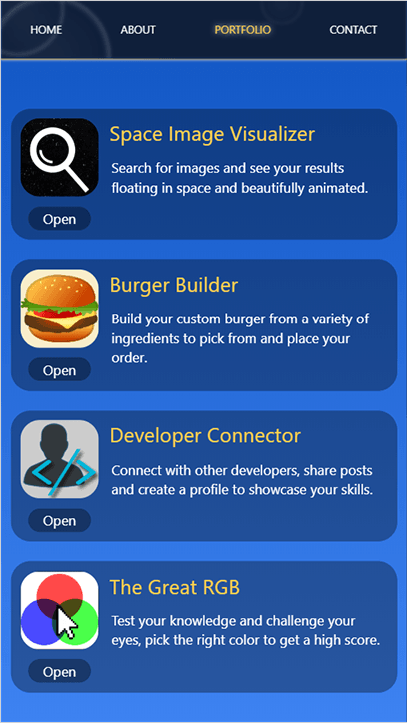 HOME ABOUT PORTFOLIO CONTACT
Space Image Visualizer
Search for images and see your results
floating in space and beautifully animated.
Open
Burger Builder
Build your custom burger from a variety of
ingredients to pick from and place your
order.
Open
Developer Connector
</>
Connect with other developers, share posts
and create a profile to showcase your skills.
Open
The Great RGB
Test your knowledge and challenge your
eyes, pick the right color to get a high score.
Open